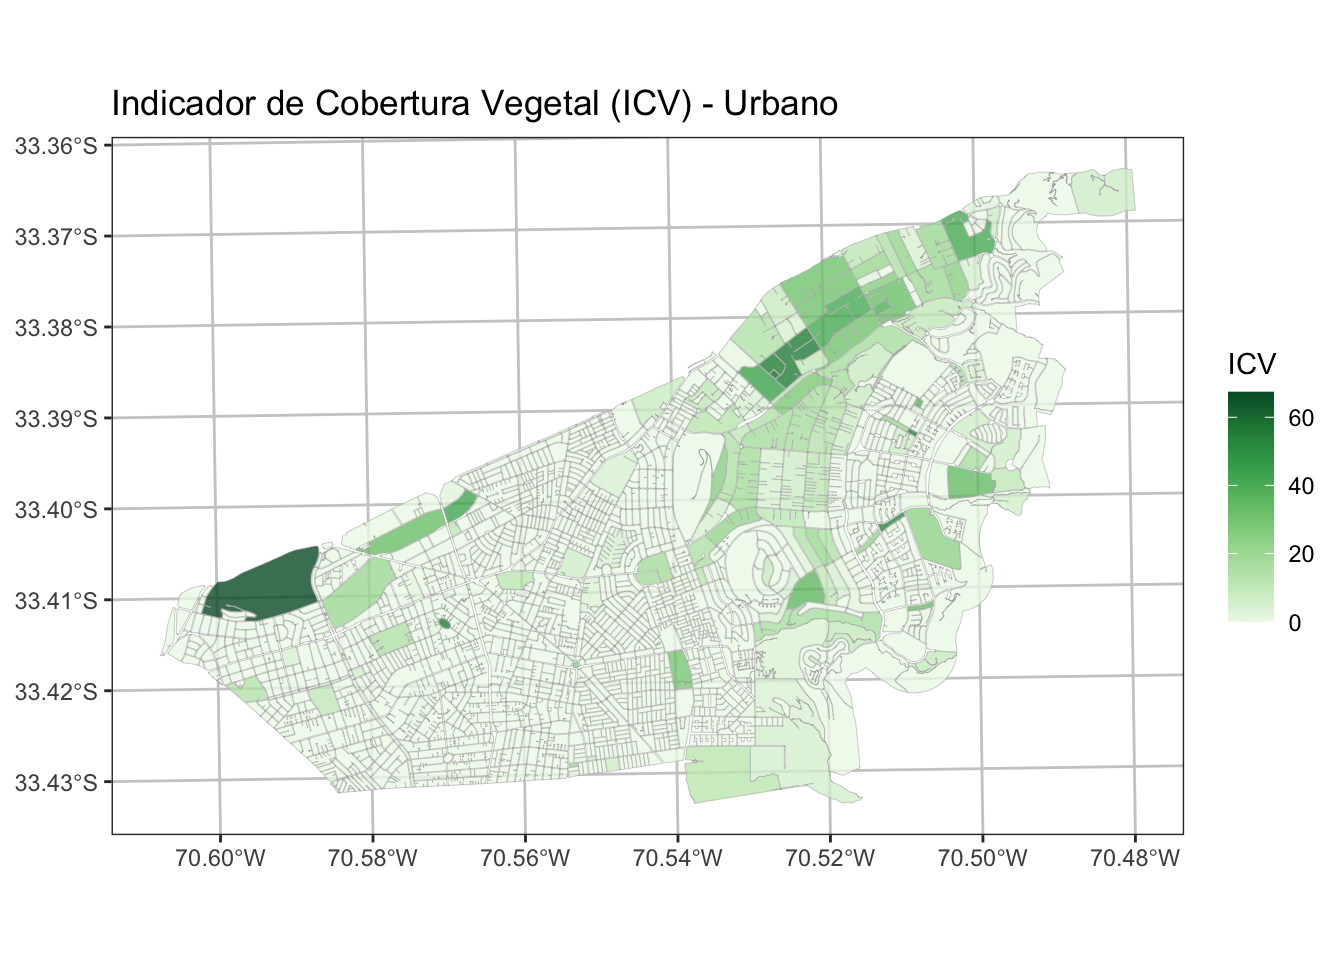 Indicador de Cobertura Vegetal (ICV) - Urbano
33.36°S
33.37°S
33.38°S
33.39°S
33.40°S
33.41°S
33.42°S
33.43°S
70.60°W 70.58°W 70.56°W 70.54°W 70.52°W 70.50°W 70.48°W
ICV
60
40
20
0